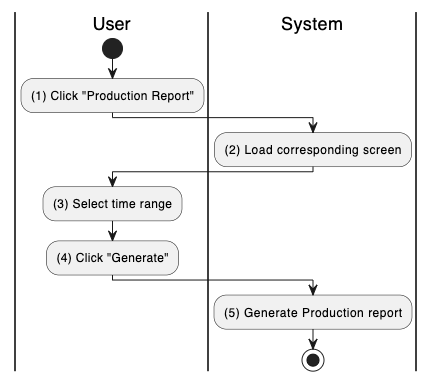 User
System
(1) Click "Production Report"
(2) Load corresponding screen
(3) Select time range
(4) Click "Generate"
(5) Generate Production report